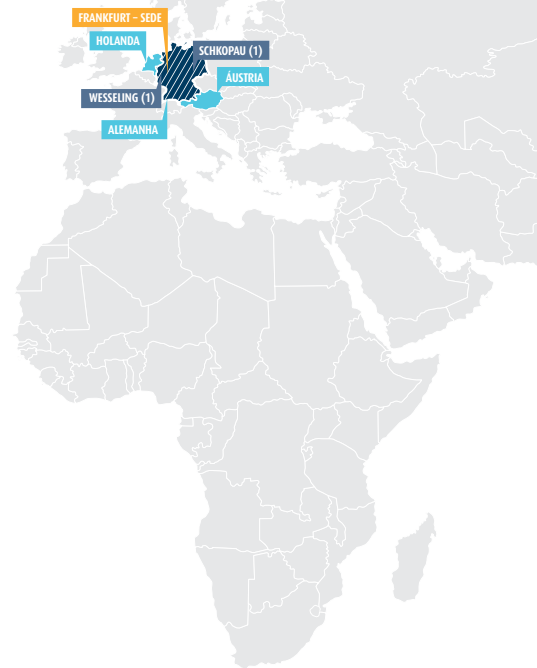 FRANKFURT – SEDE
HOLANDA
SCHKOPAU (1)
ÁUSTRIA
WESSELING (1)
ALEMANHA